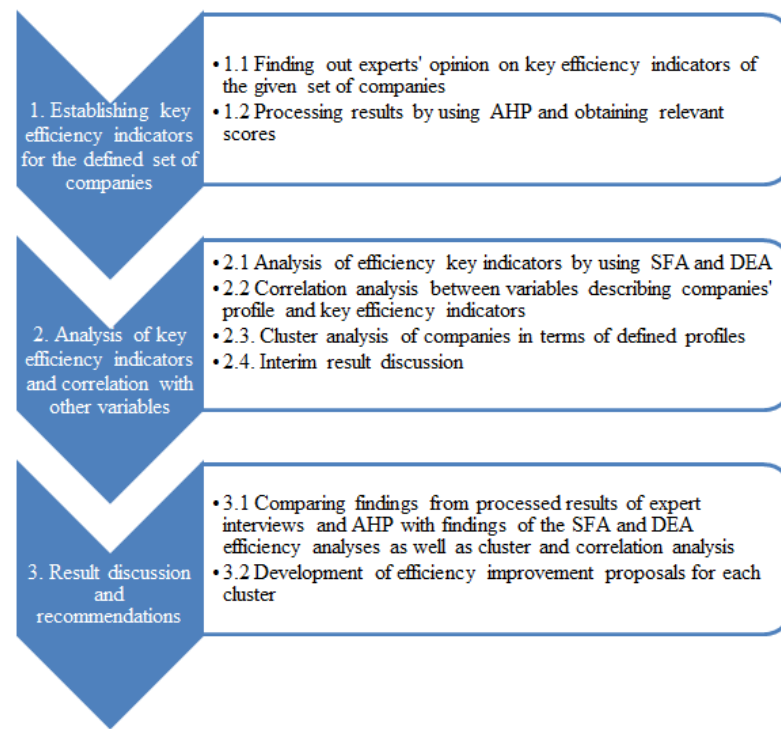 1. Establishing key
efficiency indicators
for the defined set of
companies
• 1.1 Finding out experts' opinion on key efficiency indicators of
the given set of companies
• 1.2 Processing results by using AHP and obtaining relevant
scores
2. Analysis of key
efficiency indicators
and correlation with
other variables
• 2.1 Analysis of efficiency key indicators by using SFA and DEA
• 2.2 Correlation analysis between variables describing companies'
profile and key efficiency indicators
• 2.3. Cluster analysis of companies in terms of defined profiles
• 2.4. Interim result discussion
3. Result discussion
and
recommendations
• 3.1 Comparing findings from processed results of expert
interviews and AHP with findings of the SFA and DEA
efficiency analyses as well as cluster and correlation analysis
• 3.2 Development of efficiency improvement proposals for each
cluster